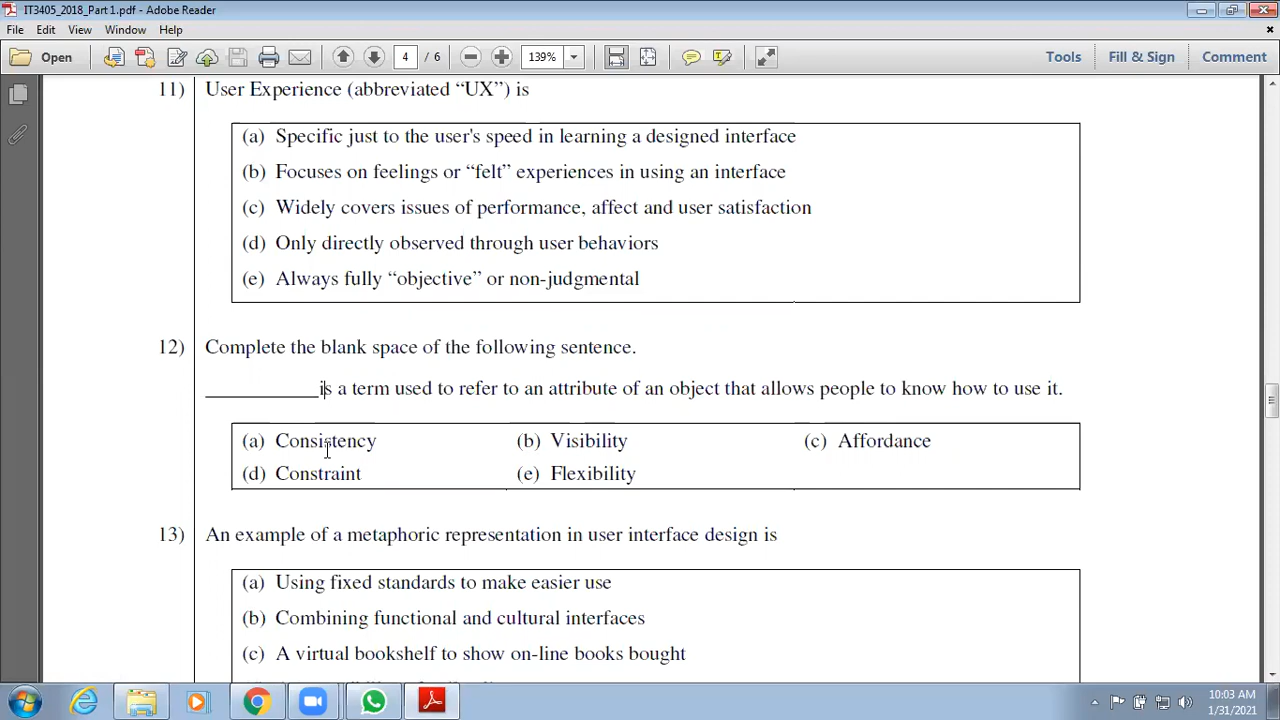 IT3405_2018_Part 1.pdf - Adobe Reader
File Edit View Window Help
Open 4 / 6 139% Tools Fill & Sign Comment
11) User Experience (abbreviated “UX”) is
(a) Specific just to the user's speed in learning a designed interface
(b) Focuses on feelings or “felt” experiences in using an interface
(c) Widely covers issues of performance, affect and user satisfaction
(d) Only directly observed through user behaviors
(e) Always fully “objective” or non-judgmental
12) Complete the blank space of the following sentence.
____________is a term used to refer to an attribute of an object that allows people to know how to use it.
(a) Consistency (b) Visibility (c) Affordance
(d) Constraint (e) Flexibility
13) An example of a metaphoric representation in user interface design is
(a) Using fixed standards to make easier use
(b) Combining functional and cultural interfaces
(c) A virtual bookshelf to show on-line books bought
10:03 AM
1/31/2021